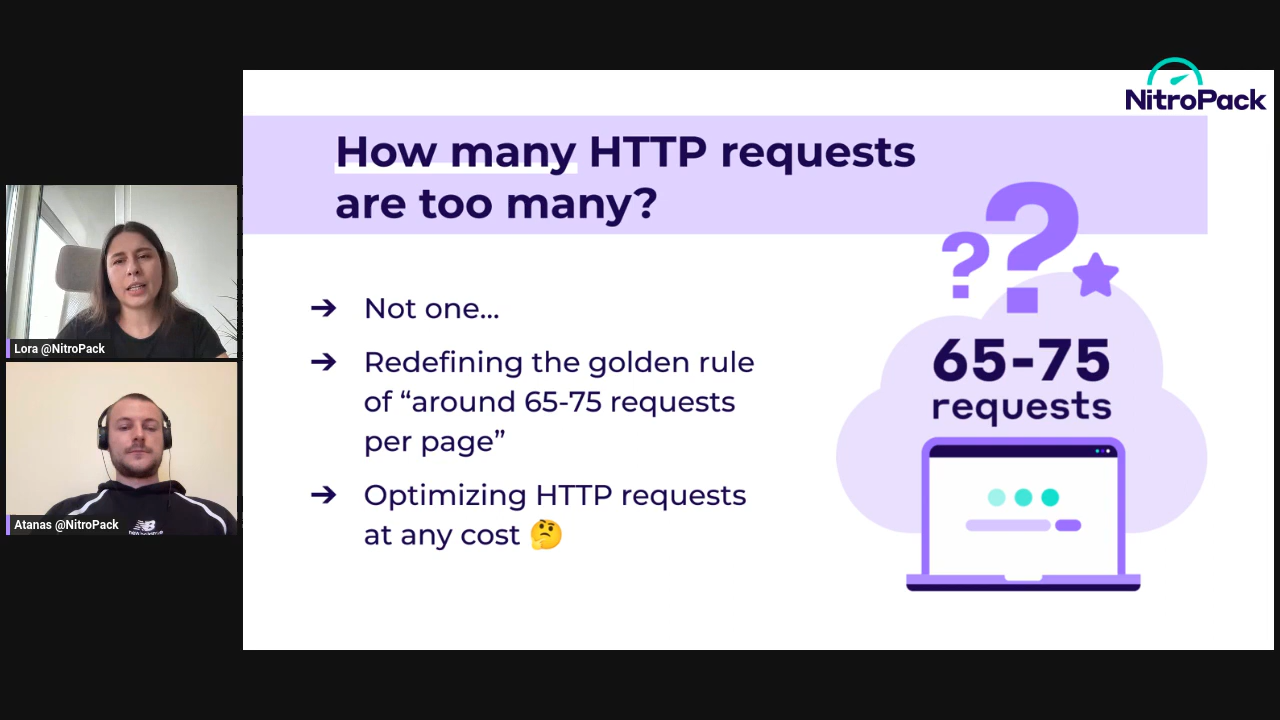 NitroPack
How many HTTP requests
are too many?
➔ Not one...
➔ Redefining the golden rule
of “around 65-75 requests
per page”
➔ Optimizing HTTP requests
at any cost 🤔
? ?
65-75
requests
Lora @NitroPack
Atanas @NitroPack